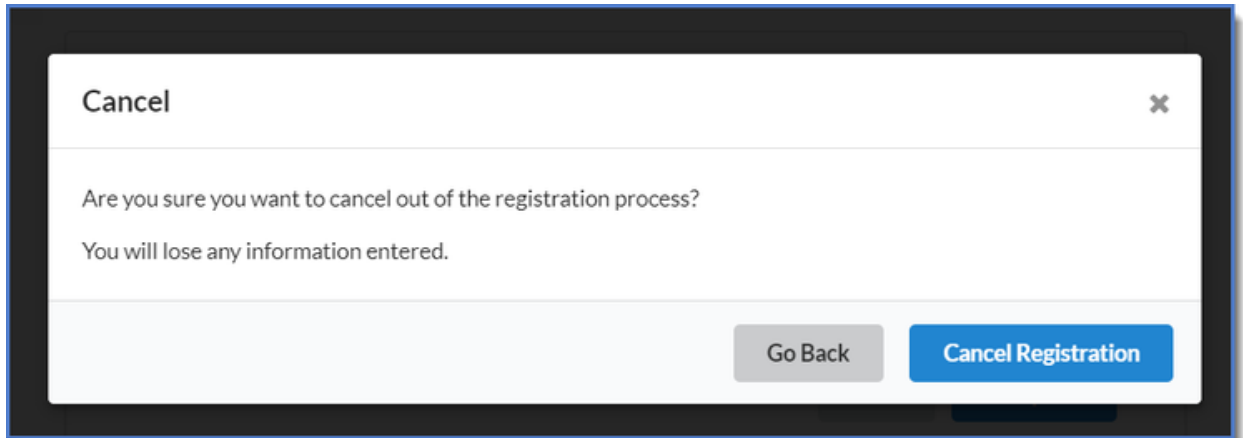 Cancel
Are you sure you want to cancel out of the registration process?
You will lose any information entered.
Go Back
Cancel Registration